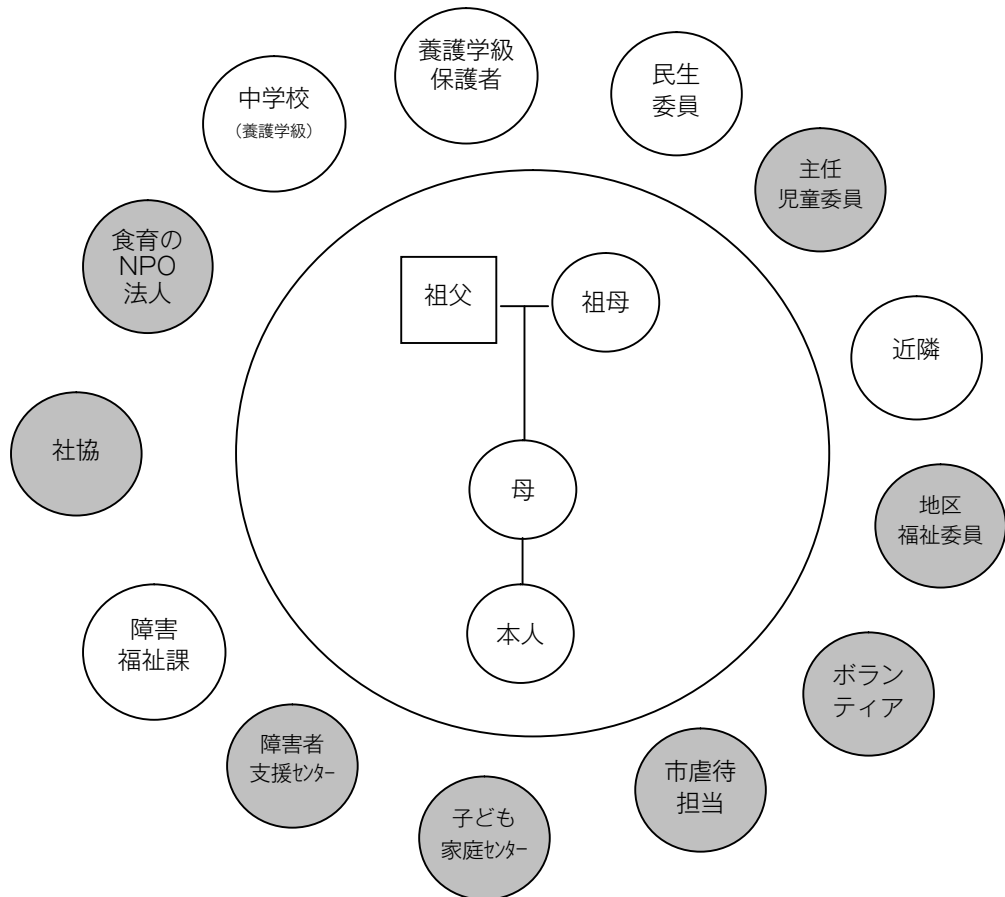 養護学級
保護者
民生
委員
中学校
（養護学級）
主任
児童委員
食育の
NPO
法人
祖父
祖母
近隣
社協
母
地区
福祉委員
本人
障害
福祉課
ボラン
ティア
障害者
支援ｾﾝﾀｰ
市虐待
担当
子ども
家庭ｾﾝﾀｰ